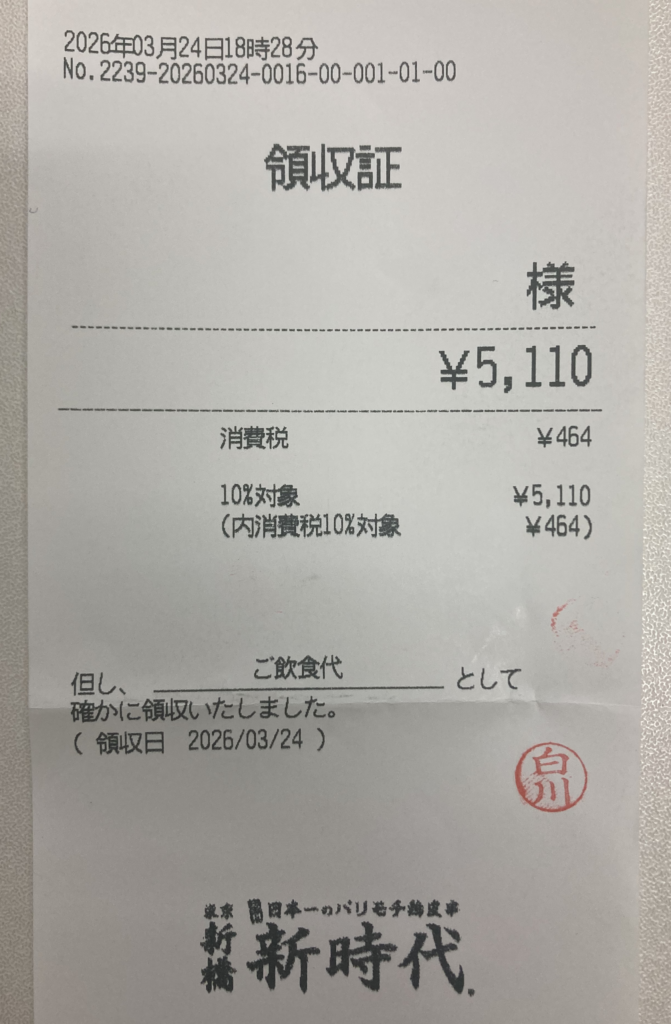 2026年03月24日18時28分
No.2239-20260324-0016-00-001-01-00
領収証
様
¥5,110
消費税 ¥464
10%対象 ¥5,110
(内消費税10%対象 ¥464)
但し、 ご飲食代 として
確かに領収いたしました。
( 領収日 2026/03/24 )
白川
東京 日本一のパリモチ鶏皮串
新橋 新時代